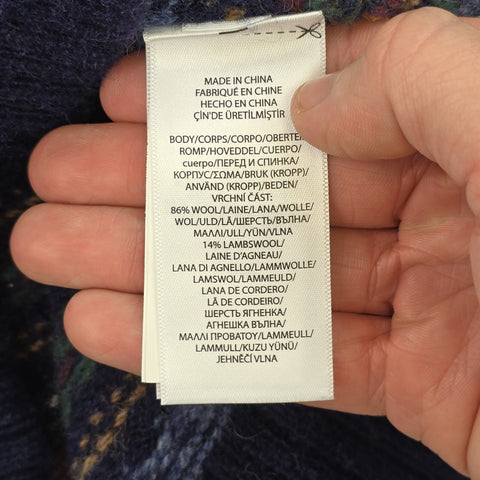 MADE IN CHINA
FABRIQUÉ EN CHINE
HECHO EN CHINA
ÇİN'DE ÜRETİLMİŞTİR
BODY/CORPS/CORPO/OBERTEI
ROMP/HOVEDDEL/CUERPO/
cuerpo/ПЕРЕД И СПИНКА/
КОРПУС/ΣΩΜΑ/BRUK (KROPP)/
ANVÄND (KROPP)/BEDEN/
VRCHNÍ ČÁST:
86% WOOL/LAINE/LANA/WOLLE/
WOL/ULD/LÃ/ШЕРСТЬ/ВЪЛНА/
ΜΑΛΛΙ/ULL/YÜN/VLNA
14% LAMBSWOOL/
LAINE D'AGNEAU/
LANA DI AGNELLO/LAMMWOLLE/
LAMSWOL/LAMMEULD/
LANA DE CORDERO/
LÃ DE CORDEIRO/
ШЕРСТЬ ЯГНЕНКА/
АГНЕШКА ВЪЛНА/
ΜΑΛΛΙ ΠΡΟΒΑΤΟΥ/LAMMEULL/
LAMMULL/KUZU YÜNÜ/
JEHNĚČÍ VLNA